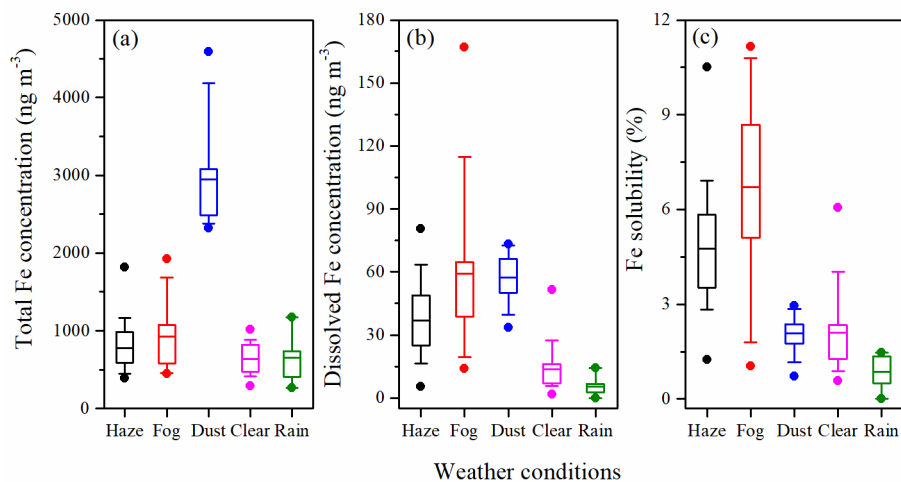 (a)
Total Fe concentration (ng m⁻³)
5000
4000
3000
2000
1000
0
Haze Fog Dust Clear Rain
(b)
Dissolved Fe concentration (ng m⁻³)
180
150
120
90
60
30
0
Haze Fog Dust Clear Rain
(c)
Fe solubility (%)
12
9
6
3
0
Haze Fog Dust Clear Rain
Weather conditions